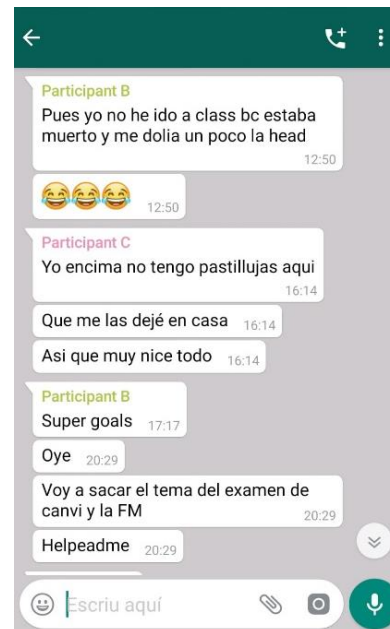 Participant B
Pues yo no he ido a class bc estaba
muerto y me dolia un poco la head
12:50
😂😂😂 12:50
Participant C
Yo encima no tengo pastillujas aqui
16:14
Que me las dejé en casa 16:14
Asi que muy nice todo 16:14
Participant B
Super goals 17:17
Oye 20:29
Voy a sacar el tema del examen de
canvi y la FM 20:29
Helpeadme 20:29
Escriu aquí